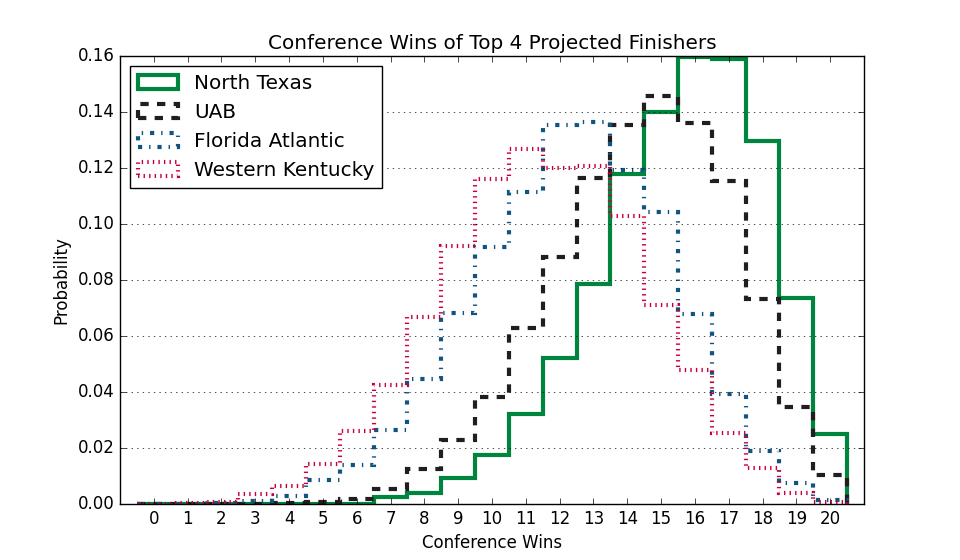 Conference Wins of Top 4 Projected Finishers
0.16
0.14
0.12
0.10
0.08
0.06
0.04
0.02
0.00
Probability
North Texas
UAB
Florida Atlantic
Western Kentucky
0 1 2 3 4 5 6 7 8 9 10 11 12 13 14 15 16 17 18 19 20
Conference Wins